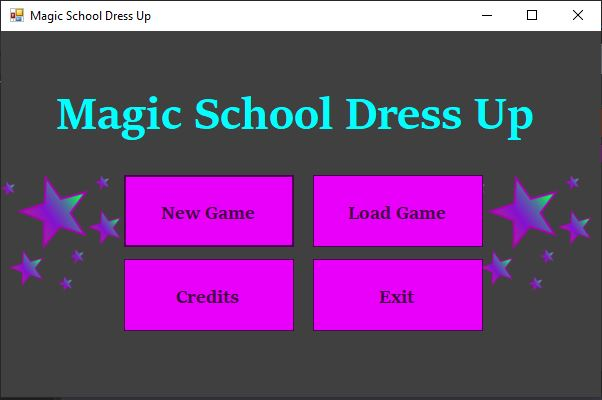 Magic School Dress Up
Magic School Dress Up
New Game
Load Game
Credits
Exit